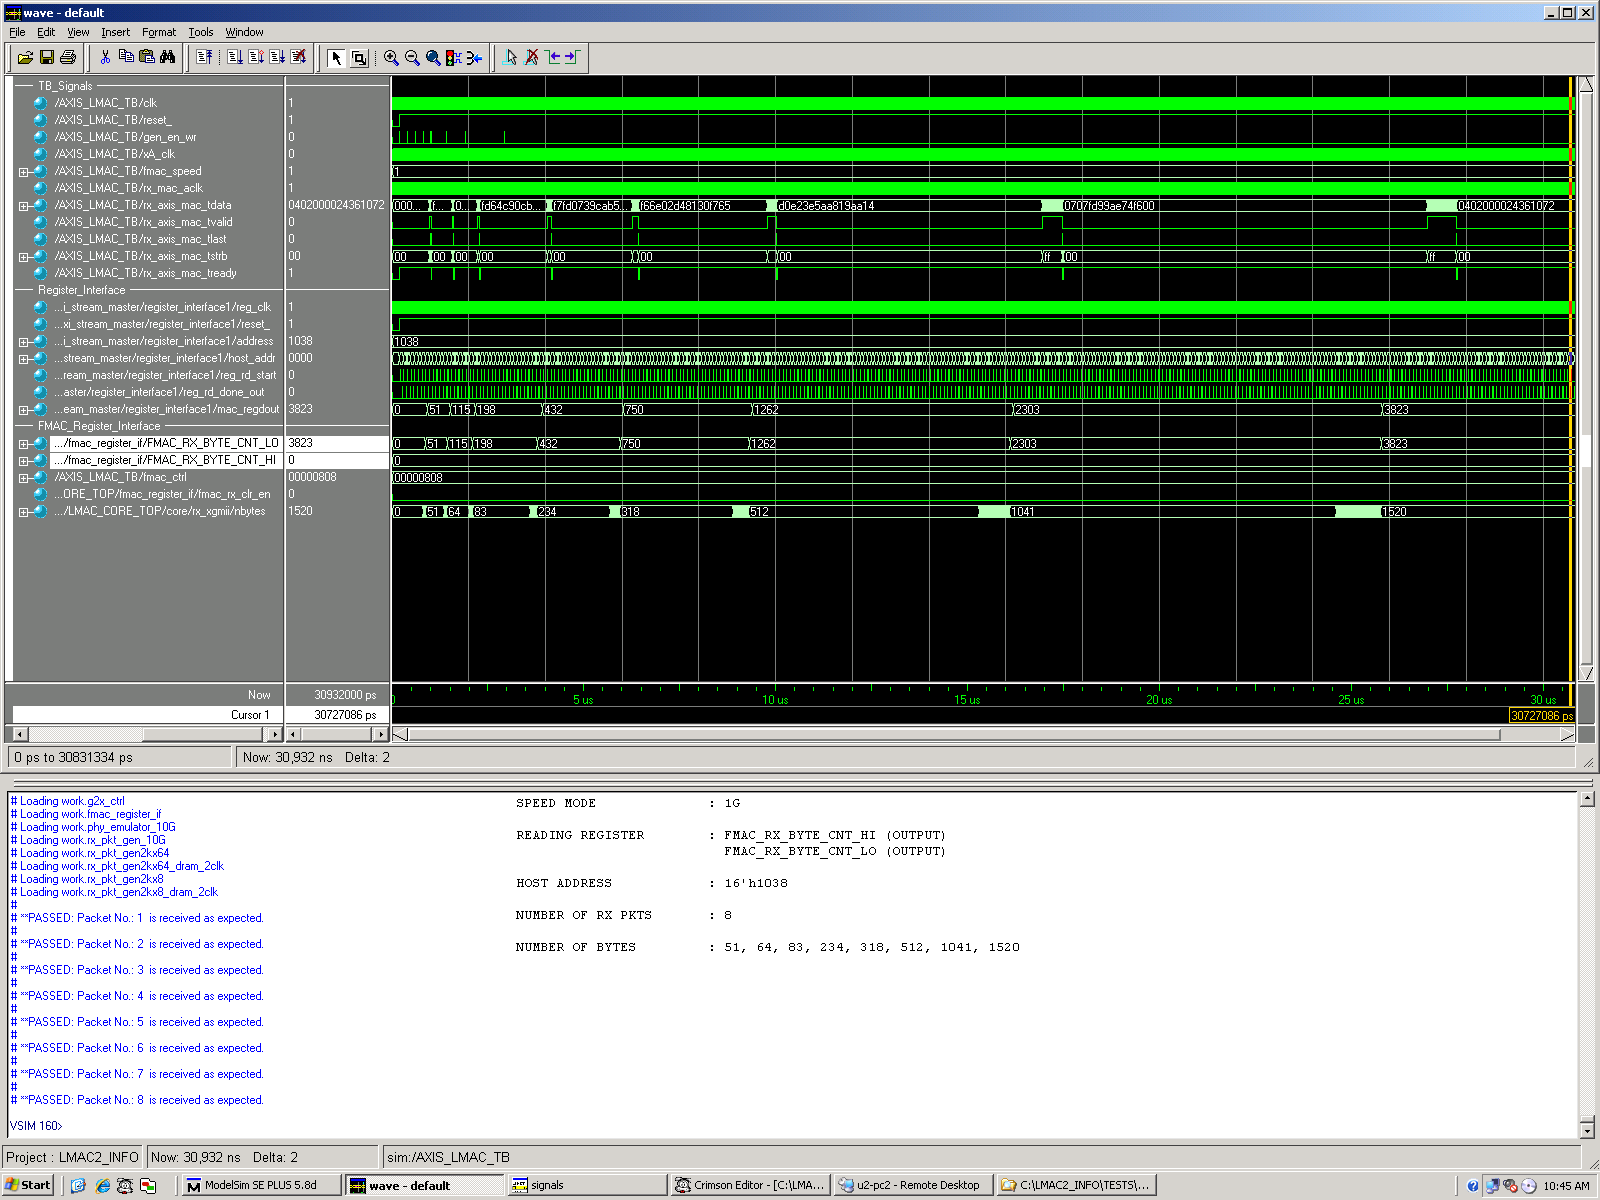 wave - default
File Edit View Insert Format Tools Window
TB_Signals
/AXIS_LMAC_TB/clk 1
/AXIS_LMAC_TB/reset_ 1
/AXIS_LMAC_TB/gen_en_wr 0
/AXIS_LMAC_TB/xA_clk 0
/AXIS_LMAC_TB/fmac_speed 1 1
/AXIS_LMAC_TB/rx_mac_aclk 1
/AXIS_LMAC_TB/rx_axis_mac_tdata 0402000024361072 000... f... 0... fd64c90cb... f7fd0739cab5... f66e02d48130f765 d0e23e5aa819aa14 0707fd99ae74f600 0402000024361072
/AXIS_LMAC_TB/rx_axis_mac_tvalid 0
/AXIS_LMAC_TB/rx_axis_mac_tlast 0
/AXIS_LMAC_TB/rx_axis_mac_tstrb 00 00 00 00 00 00 00 00 ff 00 ff 00
/AXIS_LMAC_TB/rx_axis_mac_tready 1
Register_Interface
...i_stream_master/register_interface1/reg_clk 1
...xi_stream_master/register_interface1/reset_ 1
...i_stream_master/register_interface1/address 1038 1038
...stream_master/register_interface1/host_addr 0000
...ream_master/register_interface1/reg_rd_start 0
...aster/register_interface1/reg_rd_done_out 0
...eam_master/register_interface1/mac_regdout 3823 0 51 115 198 432 750 1262 2303 3823
FMAC_Register_Interface
.../fmac_register_if/FMAC_RX_BYTE_CNT_LO 3823 0 51 115 198 432 750 1262 2303 3823
.../fmac_register_if/FMAC_RX_BYTE_CNT_HI 0 0
/AXIS_LMAC_TB/fmac_ctrl 00000808 00000808
...ORE_TOP/fmac_register_if/fmac_rx_clr_en 0
.../LMAC_CORE_TOP/core/rx_xgmii/nbytes 1520 0 51 64 83 234 318 512 1041 1520
Now 30932000 ps 0 5 us 10 us 15 us 20 us 25 us 30 us
Cursor 1 30727086 ps 30727086 ps
0 ps to 30831334 ps Now: 30,932 ns Delta: 2
# Loading work.g2x_ctrl
# Loading work.fmac_register_if
# Loading work.phy_emulator_10G
# Loading work.rx_pkt_gen_10G
# Loading work.rx_pkt_gen2kx64
# Loading work.rx_pkt_gen2kx64_dram_2clk
# Loading work.rx_pkt_gen2kx8
# Loading work.rx_pkt_gen2kx8_dram_2clk
#
# **PASSED: Packet No.: 1 is received as expected.
#
# **PASSED: Packet No.: 2 is received as expected.
#
# **PASSED: Packet No.: 3 is received as expected.
#
# **PASSED: Packet No.: 4 is received as expected.
#
# **PASSED: Packet No.: 5 is received as expected.
#
# **PASSED: Packet No.: 6 is received as expected.
#
# **PASSED: Packet No.: 7 is received as expected.
#
# **PASSED: Packet No.: 8 is received as expected.
VSIM 160>
SPEED MODE : 1G
READING REGISTER : FMAC_RX_BYTE_CNT_HI (OUTPUT)
FMAC_RX_BYTE_CNT_LO (OUTPUT)
HOST ADDRESS : 16'h1038
NUMBER OF RX PKTS : 8
NUMBER OF BYTES : 51, 64, 83, 234, 318, 512, 1041, 1520
Project : LMAC2_INFO Now: 30,932 ns Delta: 2 sim:/AXIS_LMAC_TB
Start ModelSim SE PLUS 5.8d wave - default signals Crimson Editor - [C:\LMA... u2-pc2 - Remote Desktop C:\LMAC2_INFO\TESTS\... 10:45 AM